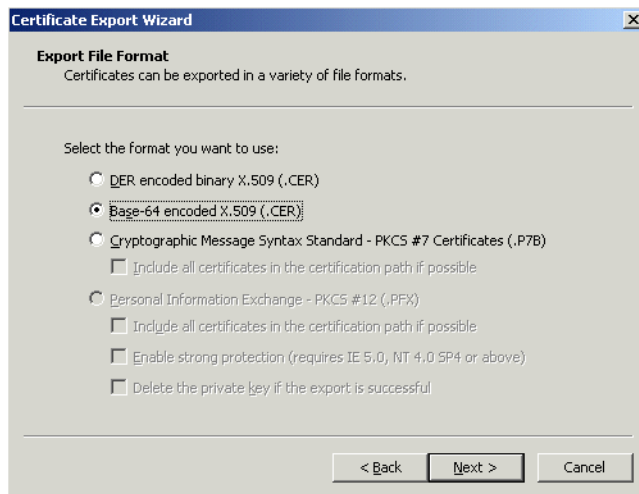 Certificate Export Wizard
Export File Format
Certificates can be exported in a variety of file formats.
Select the format you want to use:
DER encoded binary X.509 (.CER)
Base-64 encoded X.509 (.CER)
Cryptographic Message Syntax Standard - PKCS #7 Certificates (.P7B)
Include all certificates in the certification path if possible
Personal Information Exchange - PKCS #12 (.PFX)
Include all certificates in the certification path if possible
Enable strong protection (requires IE 5.0, NT 4.0 SP4 or above)
Delete the private key if the export is successful
< Back Next > Cancel